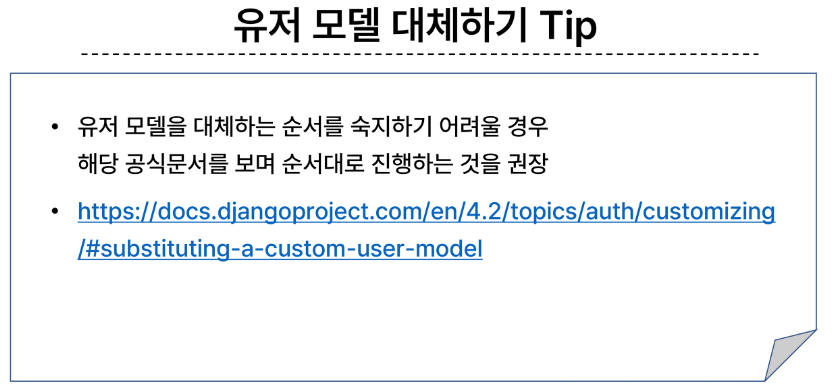 유저 모델 대체하기 Tip
• 유저 모델을 대체하는 순서를 숙지하기 어려울 경우
해당 공식문서를 보며 순서대로 진행하는 것을 권장
• https://docs.djangoproject.com/en/4.2/topics/auth/customizing
/#substituting-a-custom-user-model